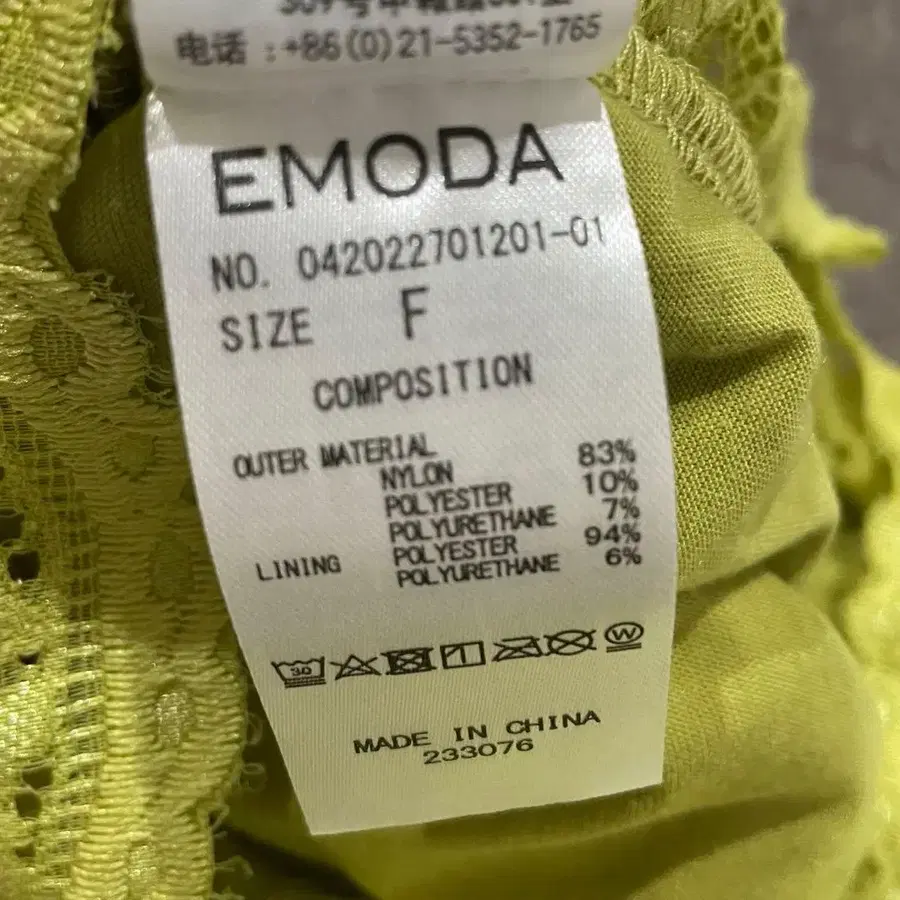 电话 :+86(0)21-5352-1765
EMODA
NO. 042022701201-01
SIZE F
COMPOSITION
OUTER MATERIAL
NYLON 83%
POLYESTER 10%
POLYURETHANE 7%
LINING POLYESTER 94%
POLYURETHANE 6%
30
W
MADE IN CHINA
233076